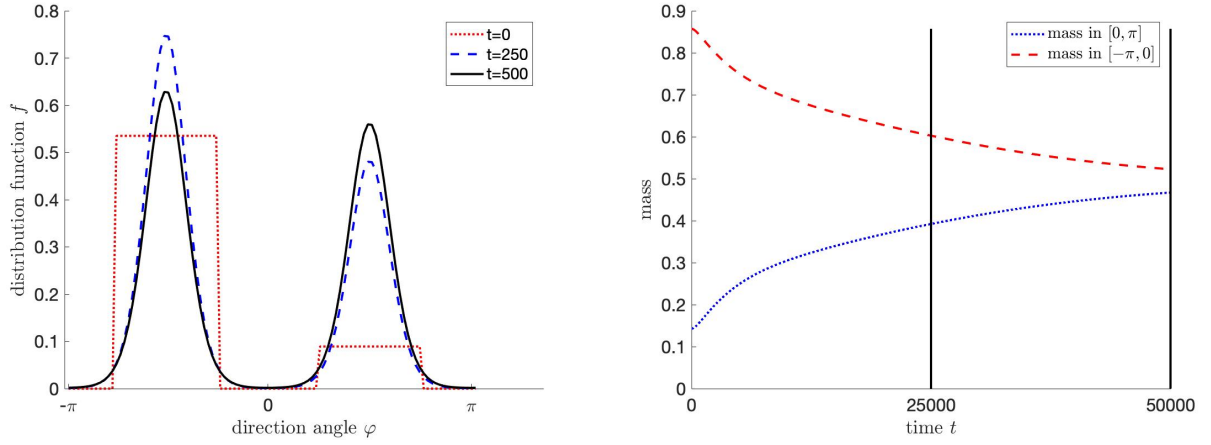 0.8
0.7
0.6
0.5
0.4
0.3
0.2
0.1
0
distribution function f
-π
0
π
direction angle φ
t=0
t=250
t=500
1
0.9
0.8
0.7
0.6
0.5
0.4
0.3
0.2
0.1
0
mass
0
25000
50000
time t
mass in [0, π]
mass in [-π, 0]